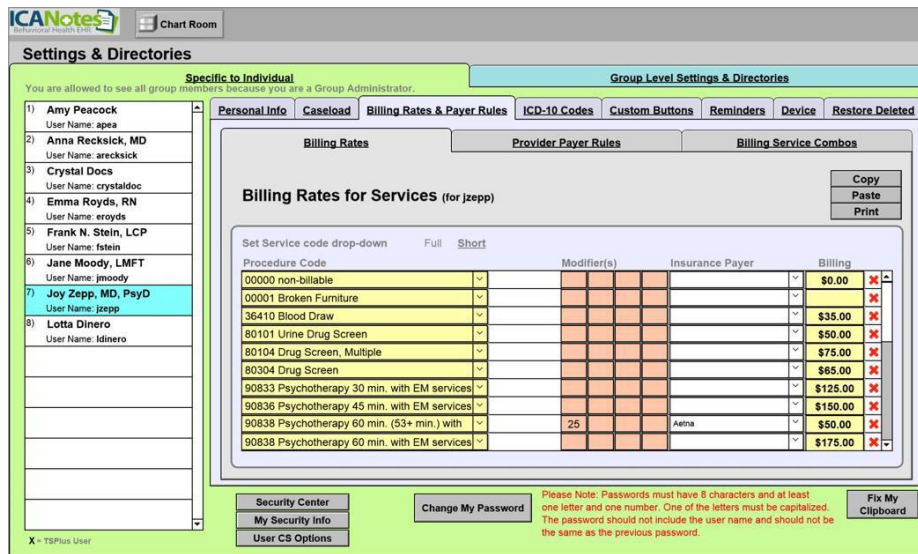 ICANotes
Behavioral Health EHR
Chart Room
Settings & Directories
Specific to Individual
Group Level Settings & Directories
You are allowed to see all group members because you are a Group Administrator.
1) Amy Peacock
User Name: apea
2) Anna Recksick, MD
User Name: arecksick
3) Crystal Docs
User Name: crystaldoc
4) Emma Royds, RN
User Name: eroyds
5) Frank N. Stein, LCP
User Name: fstein
6) Jane Moody, LMFT
User Name: jmoody
7) Joy Zepp, MD, PsyD
User Name: jzepp
8) Lotta Dinero
User Name: ldinero
X = TSPlus User
Personal Info Caseload Billing Rates & Payer Rules ICD-10 Codes Custom Buttons Reminders Device Restore Deleted
Billing Rates Provider Payer Rules Billing Service Combos
Billing Rates for Services (for jzepp)
Copy
Paste
Print
Set Service code drop-down Full Short
Procedure Code Modifier(s) Insurance Payer Billing
00000 non-billable $0.00
00001 Broken Furniture
36410 Blood Draw $35.00
80101 Urine Drug Screen $50.00
80104 Drug Screen, Multiple $75.00
80304 Drug Screen $65.00
90833 Psychotherapy 30 min. with EM services $125.00
90836 Psychotherapy 45 min. with EM services $150.00
90838 Psychotherapy 60 min. (53+ min.) with 25 Aetna $50.00
90838 Psychotherapy 60 min. with EM services $175.00
Security Center
My Security Info
User CS Options
Change My Password
Please Note: Passwords must have 8 characters and at least
one letter and one number. One of the letters must be capitalized.
The password should not include the user name and should not be
the same as the previous password.
Fix My
Clipboard